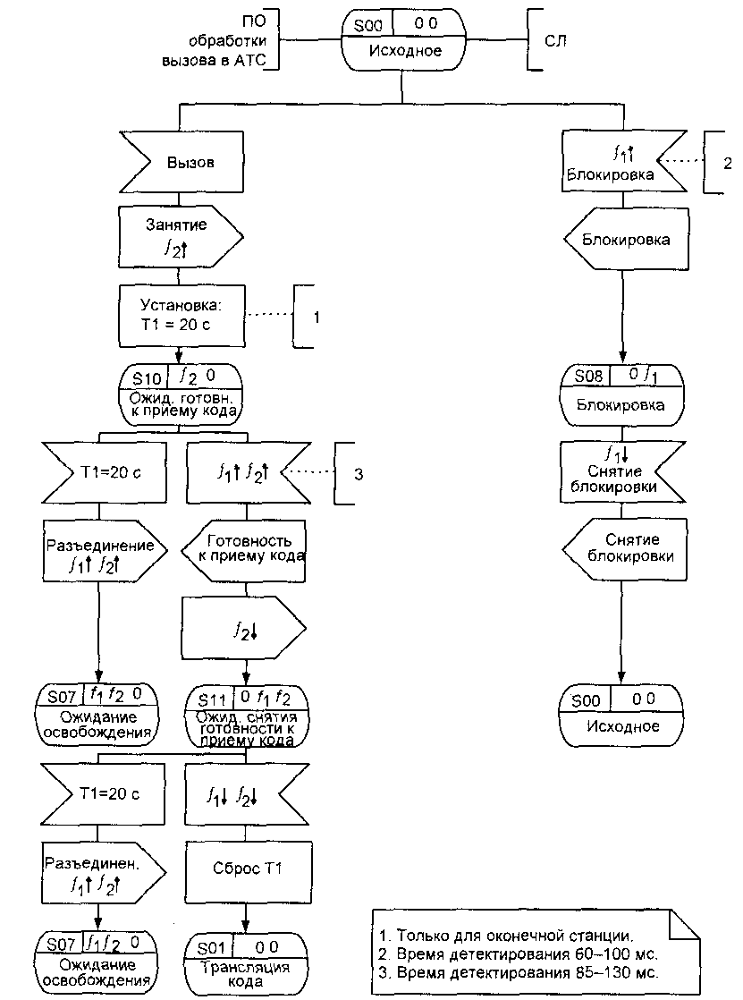 ПО
обработки
вызова в АТС
S00 0 0
Исходное
СЛ
Вызов
f1↑
Блокировка
2
Занятие
f2↑
Блокировка
Установка:
T1 = 20 с
1
S10 f2 0
Ожид. готовн.
к приему кода
S08 0 f1
Блокировка
T1=20 с
f1↑ f2↑
3
f1↓
Снятие
блокировки
Разъединение
f1↑ f2↑
Готовность
к приему кода
Снятие
блокировки
f2↓
S07 f1 f2 0
Ожидание
освобождения
S11 0 f1 f2
Ожид. снятия
готовности к
приему кода
S00 0 0
Исходное
T1=20 с
f1↓ f2↓
Разъединен.
f1↑ f2↑
Сброс T1
S07 f1 f2 0
Ожидание
освобождения
S01 0 0
Трансляция
кода
1. Только для оконечной станции.
2. Время детектирования 60–100 мс.
3. Время детектирования 85–130 мс.